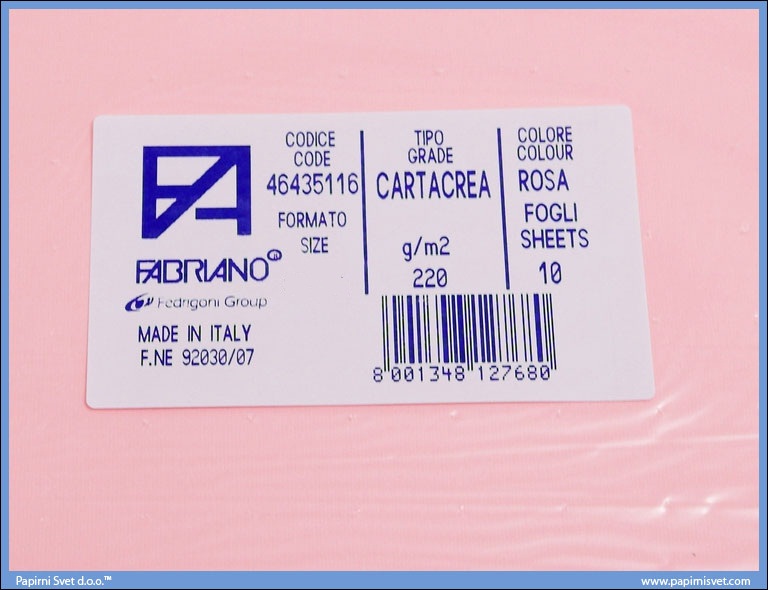 FABRIANO®
Fedrigoni Group
MADE IN ITALY
F.NE 92030/07
CODICE
CODE
46435116
FORMATO
SIZE
TIPO
GRADE
CARTACREA
g/m2
220
COLORE
COLOUR
ROSA
FOGLI
SHEETS
10
8 001348 127680
Papirni Svet d.o.o.™
www.papirnisvet.com